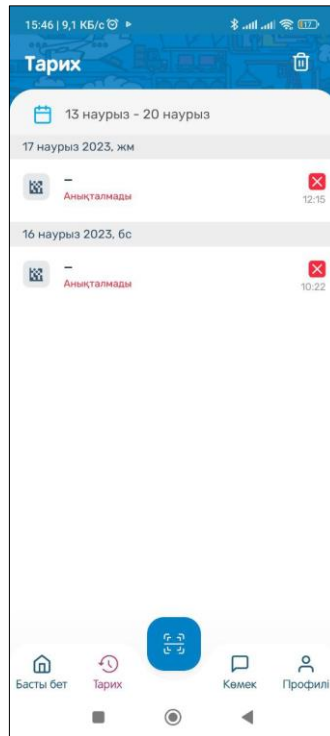 15:46 | 9,1 КБ/с
Тарих
13 наурыз - 20 наурыз
17 наурыз 2023, жм
–
Анықталмады
12:15
16 наурыз 2023, бс
–
Анықталмады
10:22
Басты бет
Тарих
Көмек
Профилі